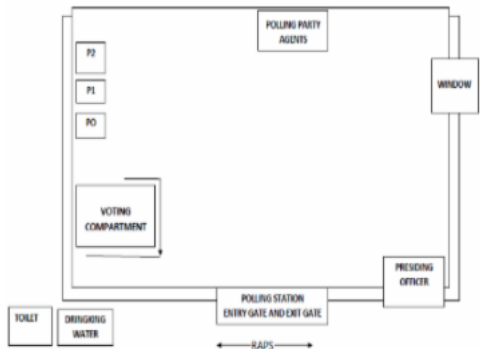 POLLING PARTY
AGENTS
P2
WINDOW
P1
PO
VOTING
COMPARTMENT
PRESIDING
OFFICER
POLLING STATION
ENTRY GATE AND EXIT GATE
TOILET
DRINGKING
WATER
RAPS